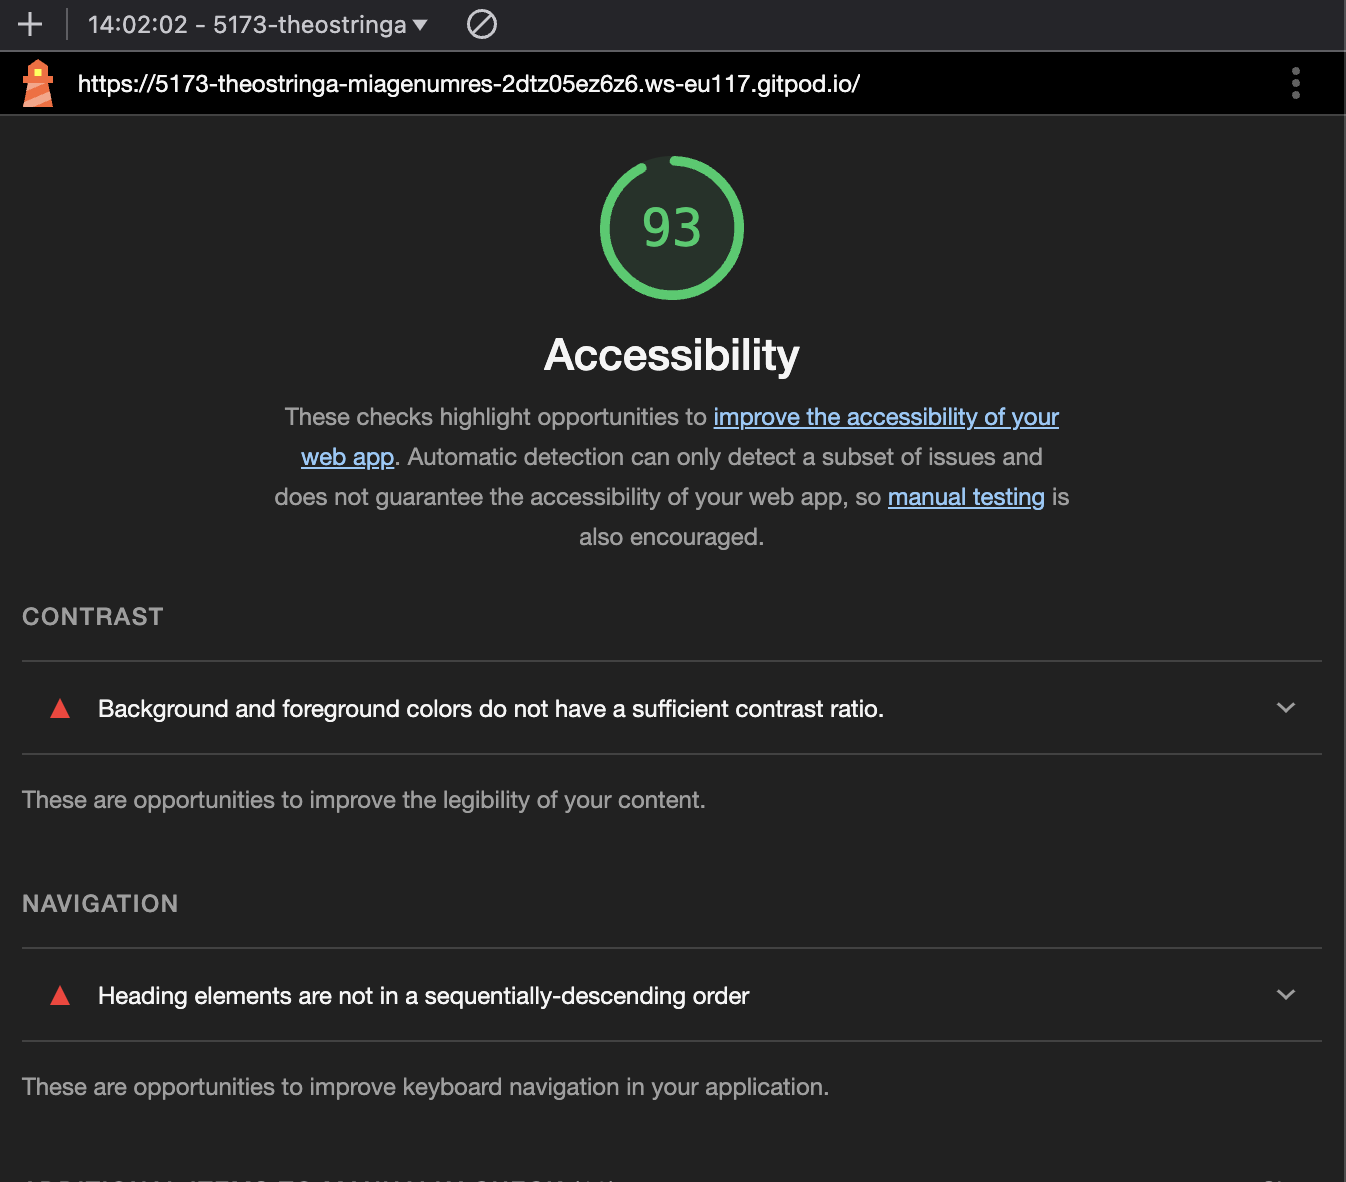 14:02:02 - 5173-theostringa
https://5173-theostringa-miagenumres-2dtz05ez6z6.ws-eu117.gitpod.io/
93
Accessibility
These checks highlight opportunities to improve the accessibility of your
web app. Automatic detection can only detect a subset of issues and
does not guarantee the accessibility of your web app, so manual testing is
also encouraged.
CONTRAST
Background and foreground colors do not have a sufficient contrast ratio.
These are opportunities to improve the legibility of your content.
NAVIGATION
Heading elements are not in a sequentially-descending order
These are opportunities to improve keyboard navigation in your application.